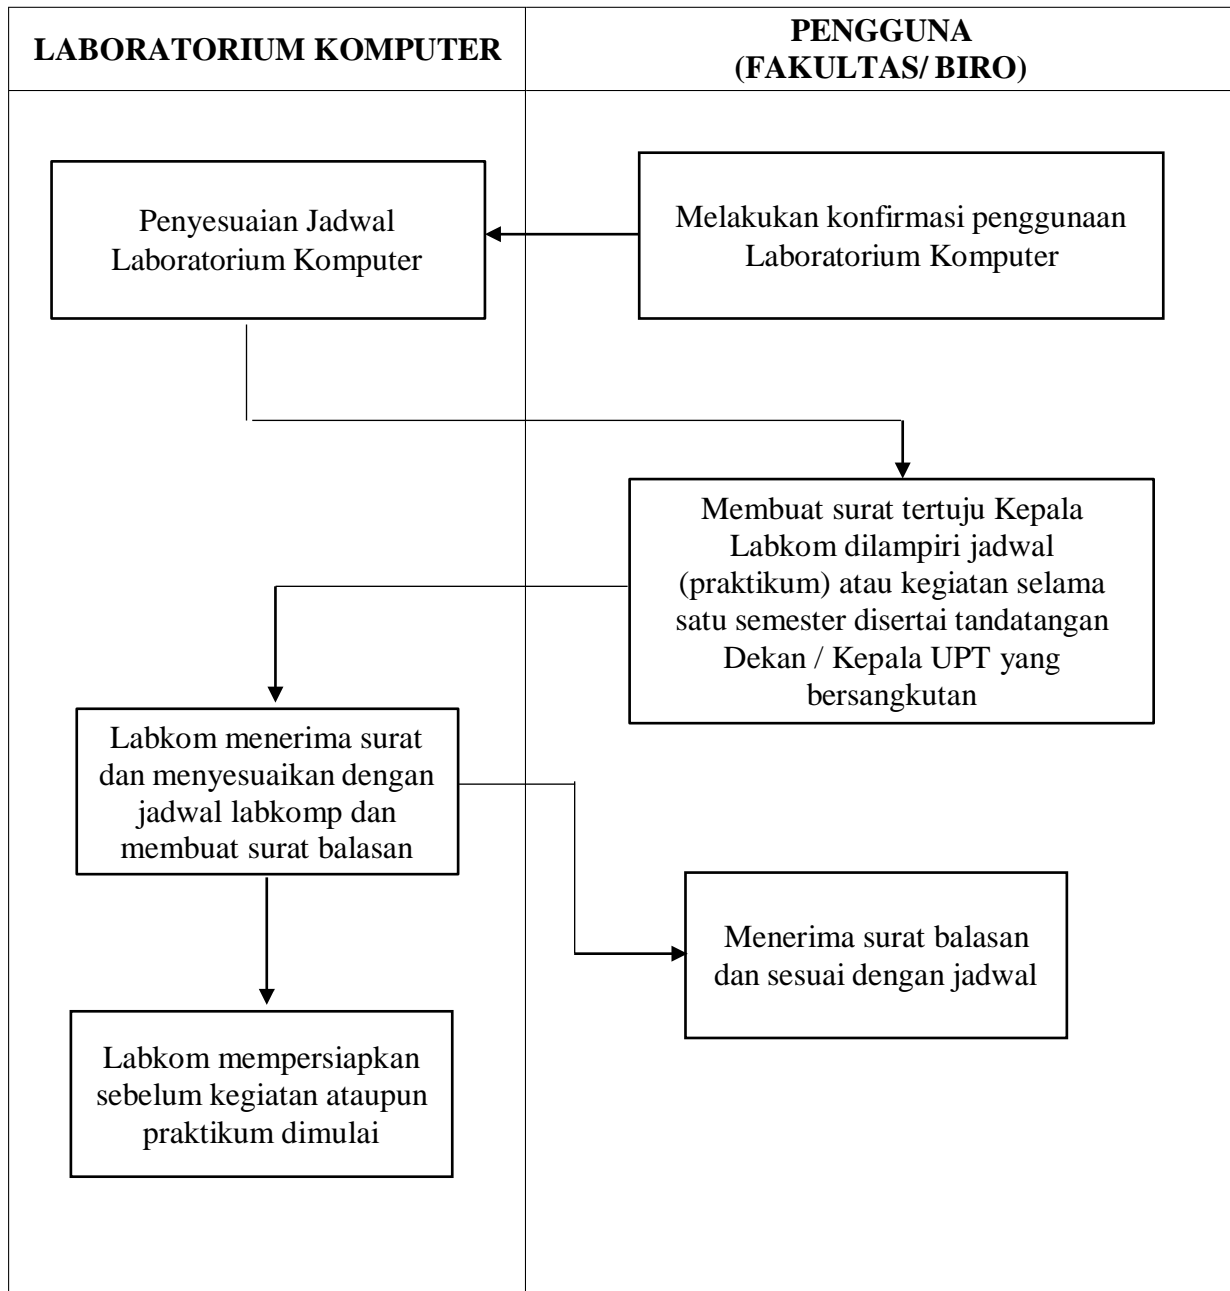 LABORATORIUM KOMPUTER
PENGGUNA
(FAKULTAS/ BIRO)
Penyesuaian Jadwal
Laboratorium Komputer
Melakukan konfirmasi penggunaan
Laboratorium Komputer
Membuat surat tertuju Kepala
Labkom dilampiri jadwal
(praktikum) atau kegiatan selama
satu semester disertai tandatangan
Dekan / Kepala UPT yang
bersangkutan
Labkom menerima surat
dan menyesuaikan dengan
jadwal labkomp dan
membuat surat balasan
Menerima surat balasan
dan sesuai dengan jadwal
Labkom mempersiapkan
sebelum kegiatan ataupun
praktikum dimulai